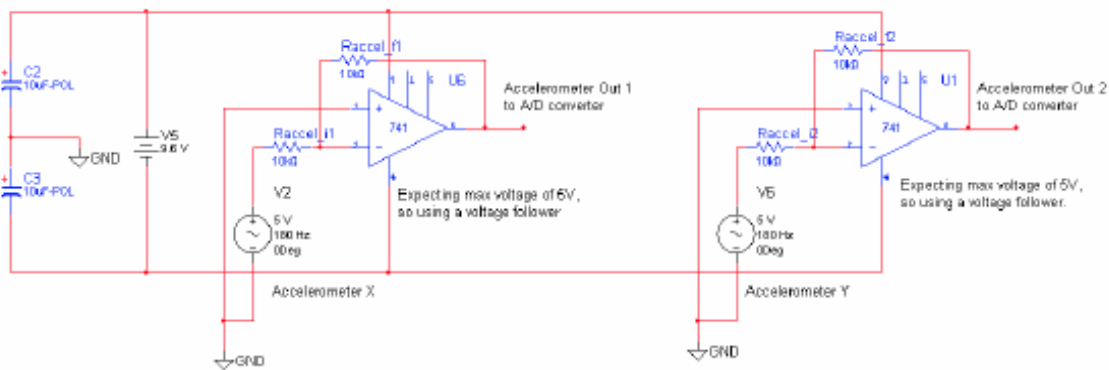 C2
10uF-POL
GND
C3
10uF-POL
V5
9.6 V
Raccel_f1
10kΩ
U6
741
Raccel_i1
10kΩ
V2
5 V
180 Hz
0Deg
Accelerometer Out 1
to A/D converter
Expecting max voltage of 5V,
so using a voltage follower
Accelerometer X
GND
Raccel_f2
10kΩ
U1
741
Raccel_i2
10kΩ
V6
5 V
180 Hz
0Deg
Accelerometer Out 2
to A/D converter
Expecting max voltage of 5V,
so using a voltage follower.
Accelerometer Y
GND